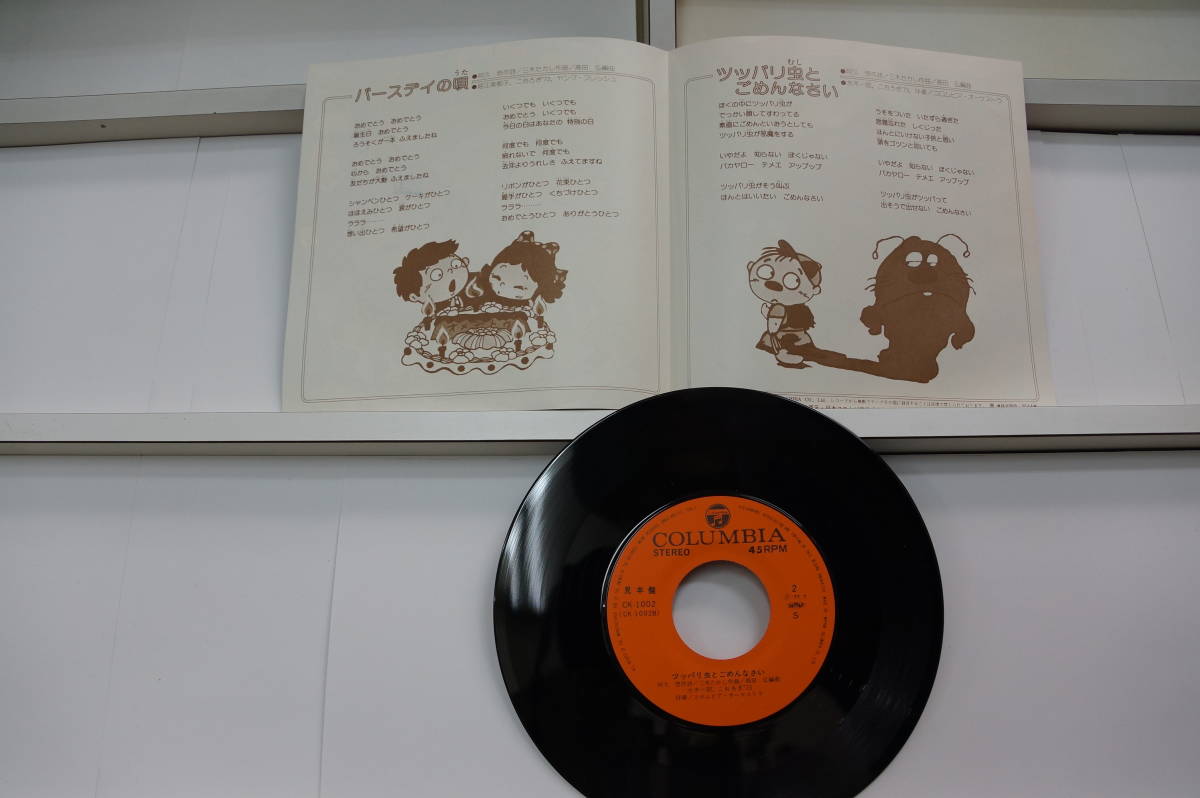 バースデイの唄
うた
いくつでも いくつでも
おめでとう いくつでも
今日の日はあなたの 特別の日
何度でも 何度でも
忘れないで 何度でも
リボンがひとつ 花束ひとつ
握手がひとつ くちづけひとつ
ラララ………
おめでとうひとつ ありがとうひとつ
おめでとう おめでとう
誕生日 おめでとう
ろうそくが一本 ふえましたね
おめでとう おめでとう
心から おめでとう
友だちが大勢 ふえましたね
シャンペンひとつ ケーキがひとつ
ほほえみひとつ 涙がひとつ
ラララ………
想い出ひとつ 希望がひとつ
ツッパリ虫と
むし
ごめんなさい
ぼくの中にツッパリ虫が
でっかい顔してすわってる
素直にごめんといおうとしても
ツッパリ虫が邪魔をする
いやだよ 知らない ぼくじゃない
バカヤロー テメエ アップップ
ツッパリ虫がそう叫ぶ
ほんとはいいたい ごめんなさい
うそをついた いたずら過ぎた
宿題忘れた しくじった
ほんとにいけない子供と思い
頭をゴツンと叩いても
いやだよ 知らない ぼくじゃない
バカヤロー テメエ アップップ
ツッパリ虫がツッパって
出そうで出せない ごめんなさい
COLUMBIA
STEREO 45RPM
見本盤
CK-1002
(CK-1002B)
2
S
ツッパリ虫とごめんなさい